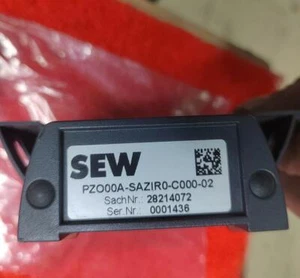 SEW
PZO00A-SAZIR0-C000-02
SachNr.: 28214072
Ser.Nr.: 0001436